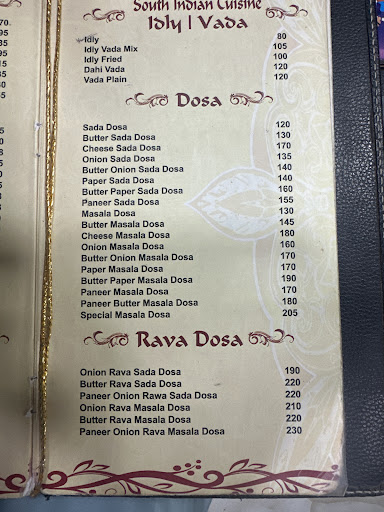 South Indian Cuisine
Idly | Vada
Idly 80
Idly Vada Mix 105
Idly Fried 100
Dahi Vada 120
Vada Plain 120
Dosa
Sada Dosa 120
Butter Sada Dosa 130
Cheese Sada Dosa 170
Onion Sada Dosa 135
Butter Onion Sada Dosa 140
Paper Sada Dosa 140
Butter Paper Sada Dosa 160
Paneer Sada Dosa 155
Masala Dosa 130
Butter Masala Dosa 145
Cheese Masala Dosa 180
Onion Masala Dosa 160
Butter Onion Masala Dosa 170
Paper Masala Dosa 170
Butter Paper Masala Dosa 190
Paneer Masala Dosa 170
Paneer Butter Masala Dosa 180
Special Masala Dosa 205
Rava Dosa
Onion Rava Sada Dosa 190
Butter Rava Sada Dosa 220
Paneer Onion Rawa Sada Dosa 220
Onion Rava Masala Dosa 210
Butter Rava Masala Dosa 220
Paneer Onion Rava Masala Dosa 230